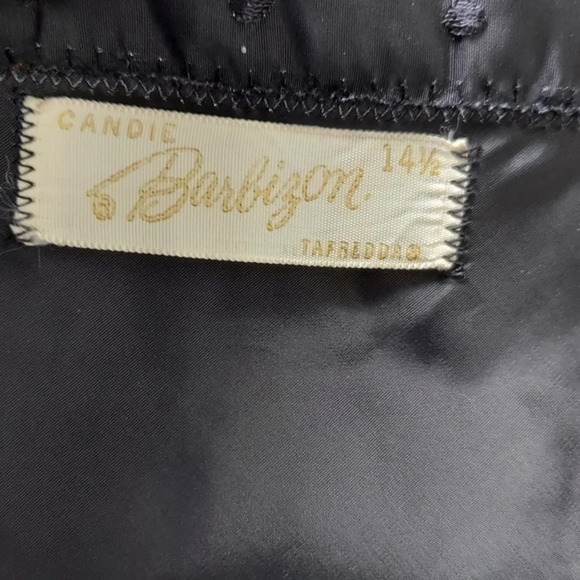 CANDIE 14½
® Barbizon.
TAFREDDA®